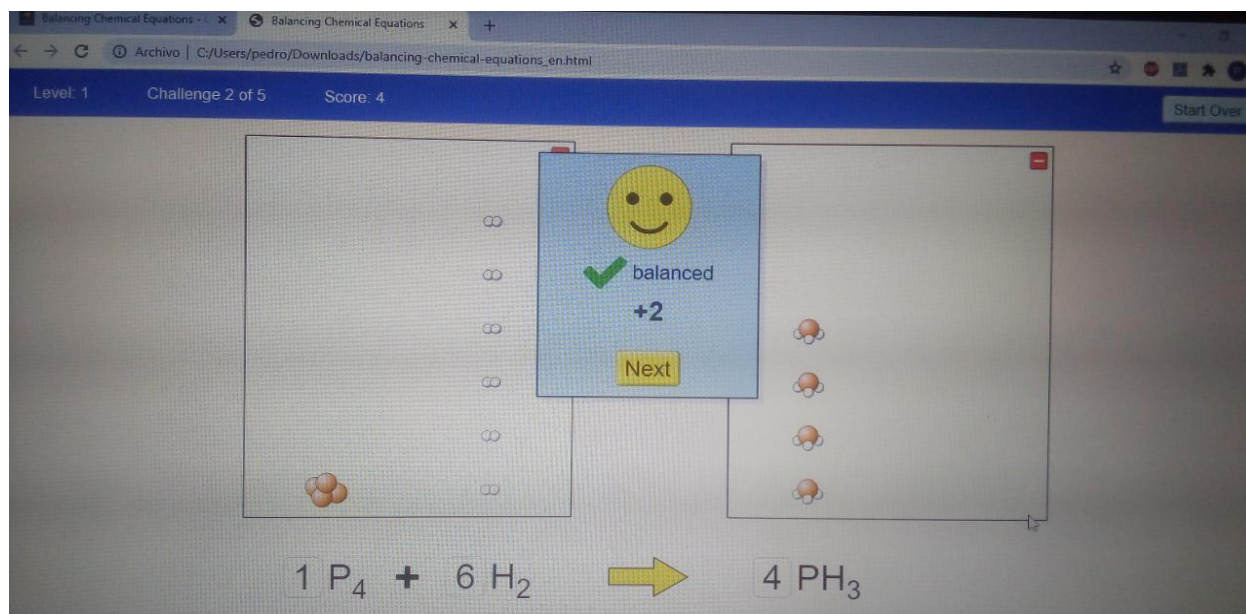 Balancing Chemical Equations - × Balancing Chemical Equations × +
Archivo | C:/Users/pedro/Downloads/balancing-chemical-equations_en.html
Level: 1 Challenge 2 of 5 Score: 4
Start Over
balanced
+2
Next
1 P₄ + 6 H₂ 4 PH₃